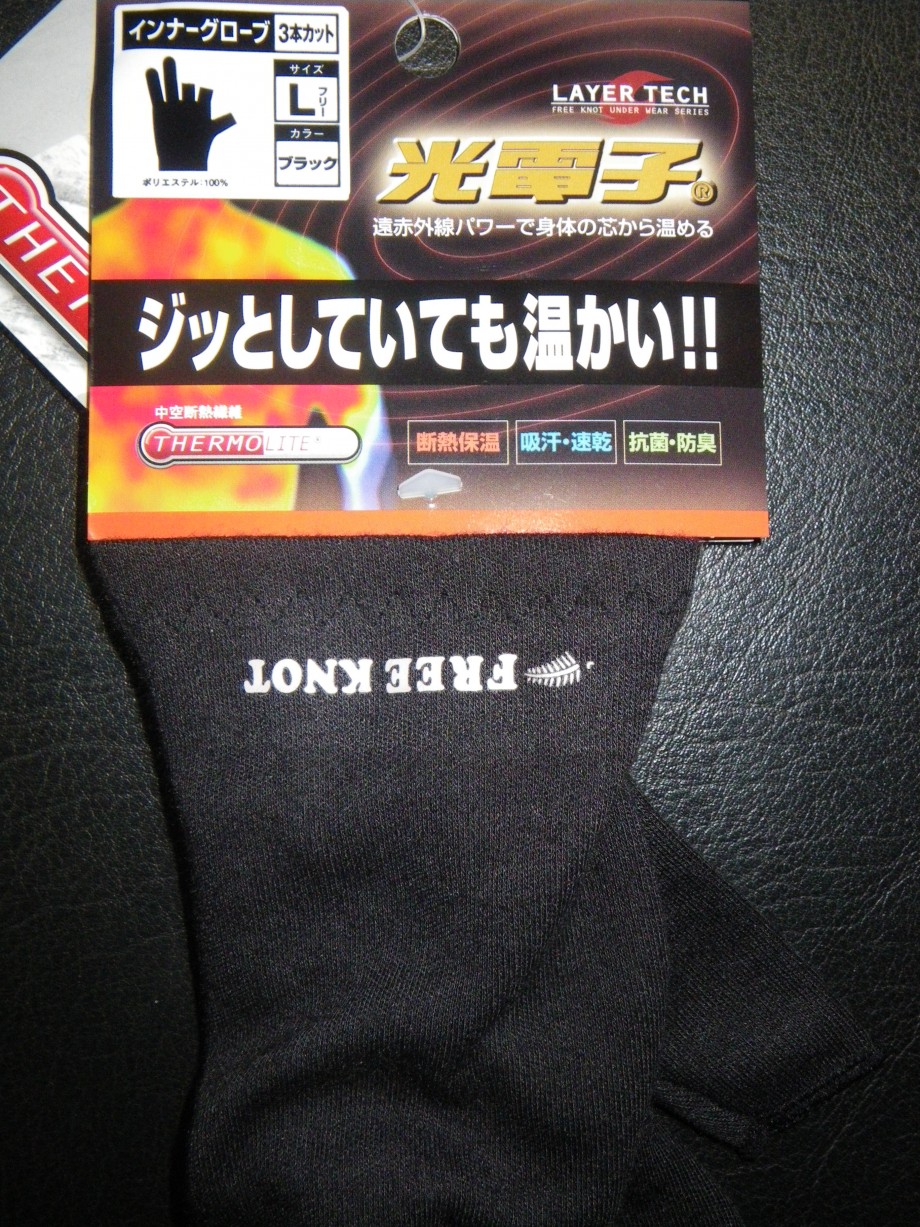 インナーグローブ 3本カット
サイズ
L フリー
カラー
ブラック
ポリエステル:100%
LAYER TECH
FREE KNOT UNDER WEAR SERIES
光電子®
遠赤外線パワーで身体の芯から温める
THE
ジッとしていても温かい!!
中空断熱繊維
THERMOLITE®
断熱保温 吸汗・速乾 抗菌・防臭
FREE KNOT